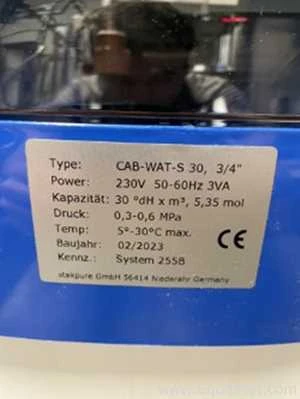 Type: CAB-WAT-S 30, 3/4"
Power: 230V 50-60Hz 3VA
Kapazität: 30 °dH x m³, 5,35 mol
Druck: 0,3-0,6 MPa
Temp: 5°-30°C max.
Baujahr: 02/2023
Kennz.: System 2558
CE
stakpure GmbH 56414 Niederahr Germany